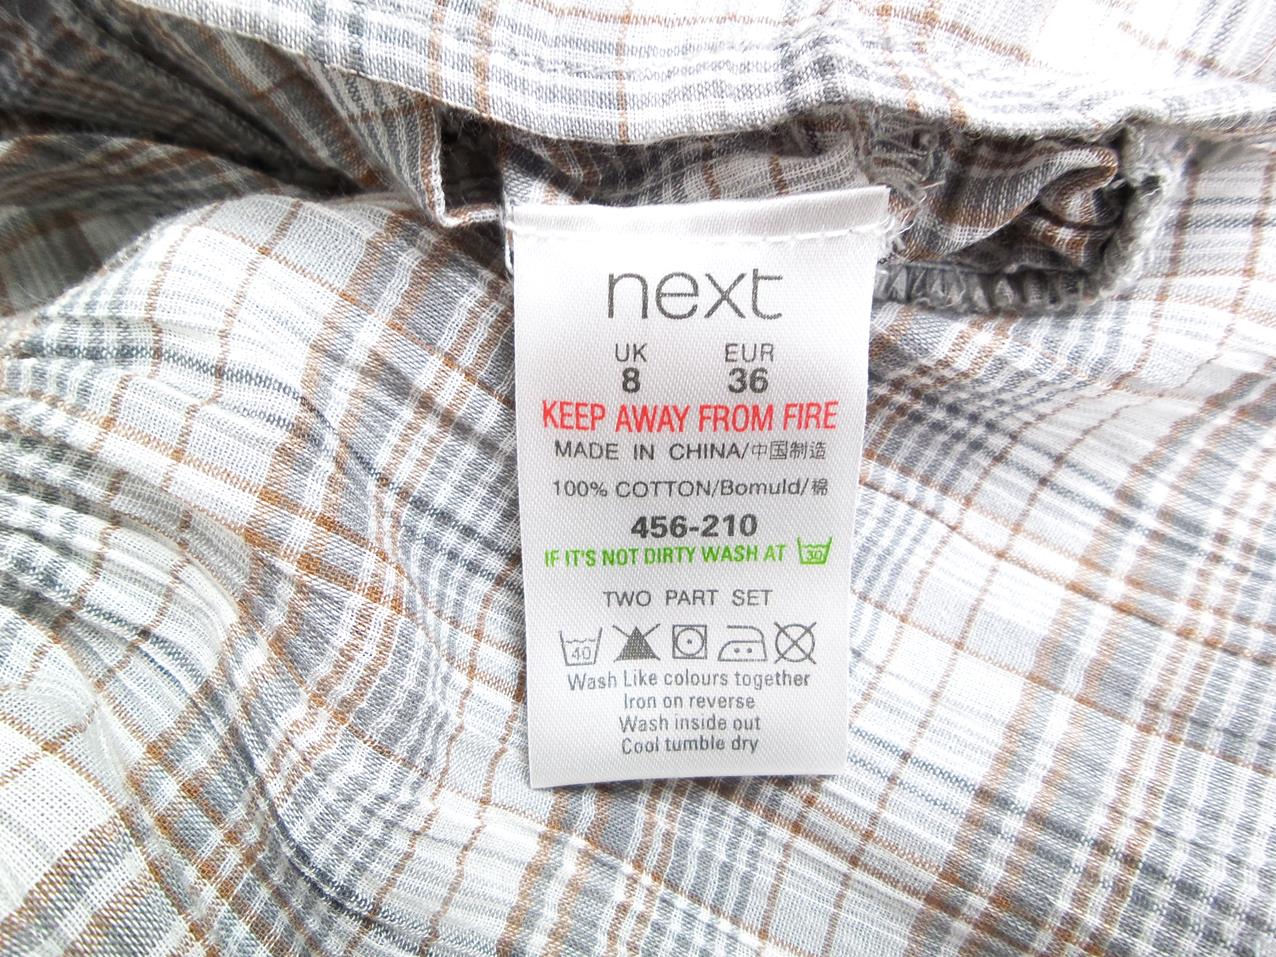 next
UK EUR
8 36
KEEP AWAY FROM FIRE
MADE IN CHINA/中国制造
100% COTTON/Bomuld/棉
456-210
IF IT'S NOT DIRTY WASH AT 30
TWO PART SET
40
Wash Like colours together
Iron on reverse
Wash inside out
Cool tumble dry